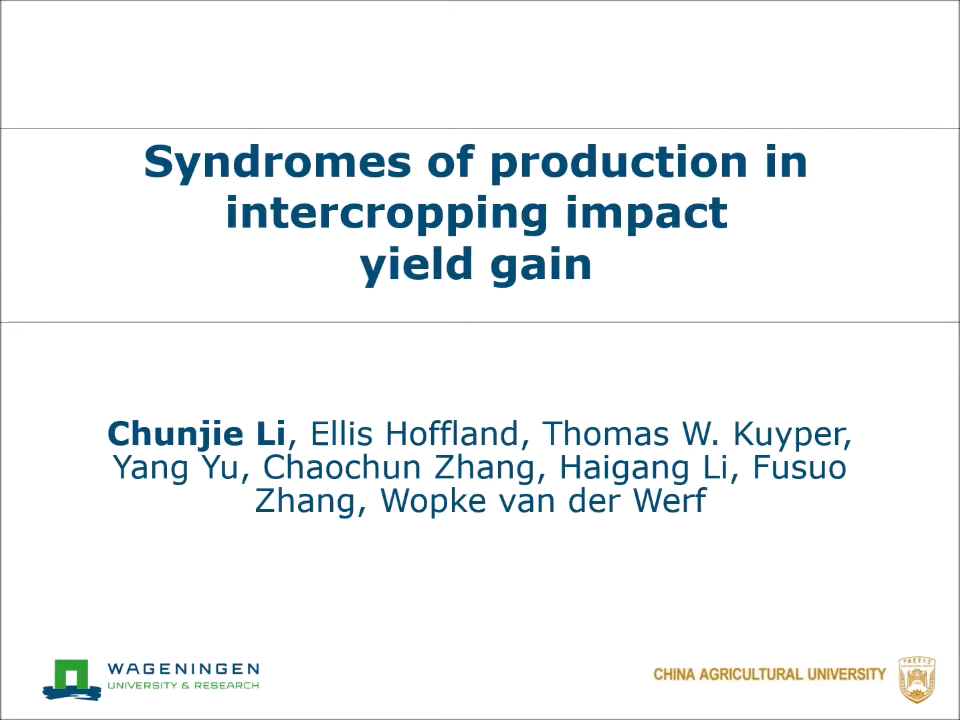 Syndromes of production in
intercropping impact
yield gain
Chunjie Li, Ellis Hoffland, Thomas W. Kuyper,
Yang Yu, Chaochun Zhang, Haigang Li, Fusuo
Zhang, Wopke van der Werf
WAGENINGEN
UNIVERSITY & RESEARCH
CHINA AGRICULTURAL UNIVERSITY